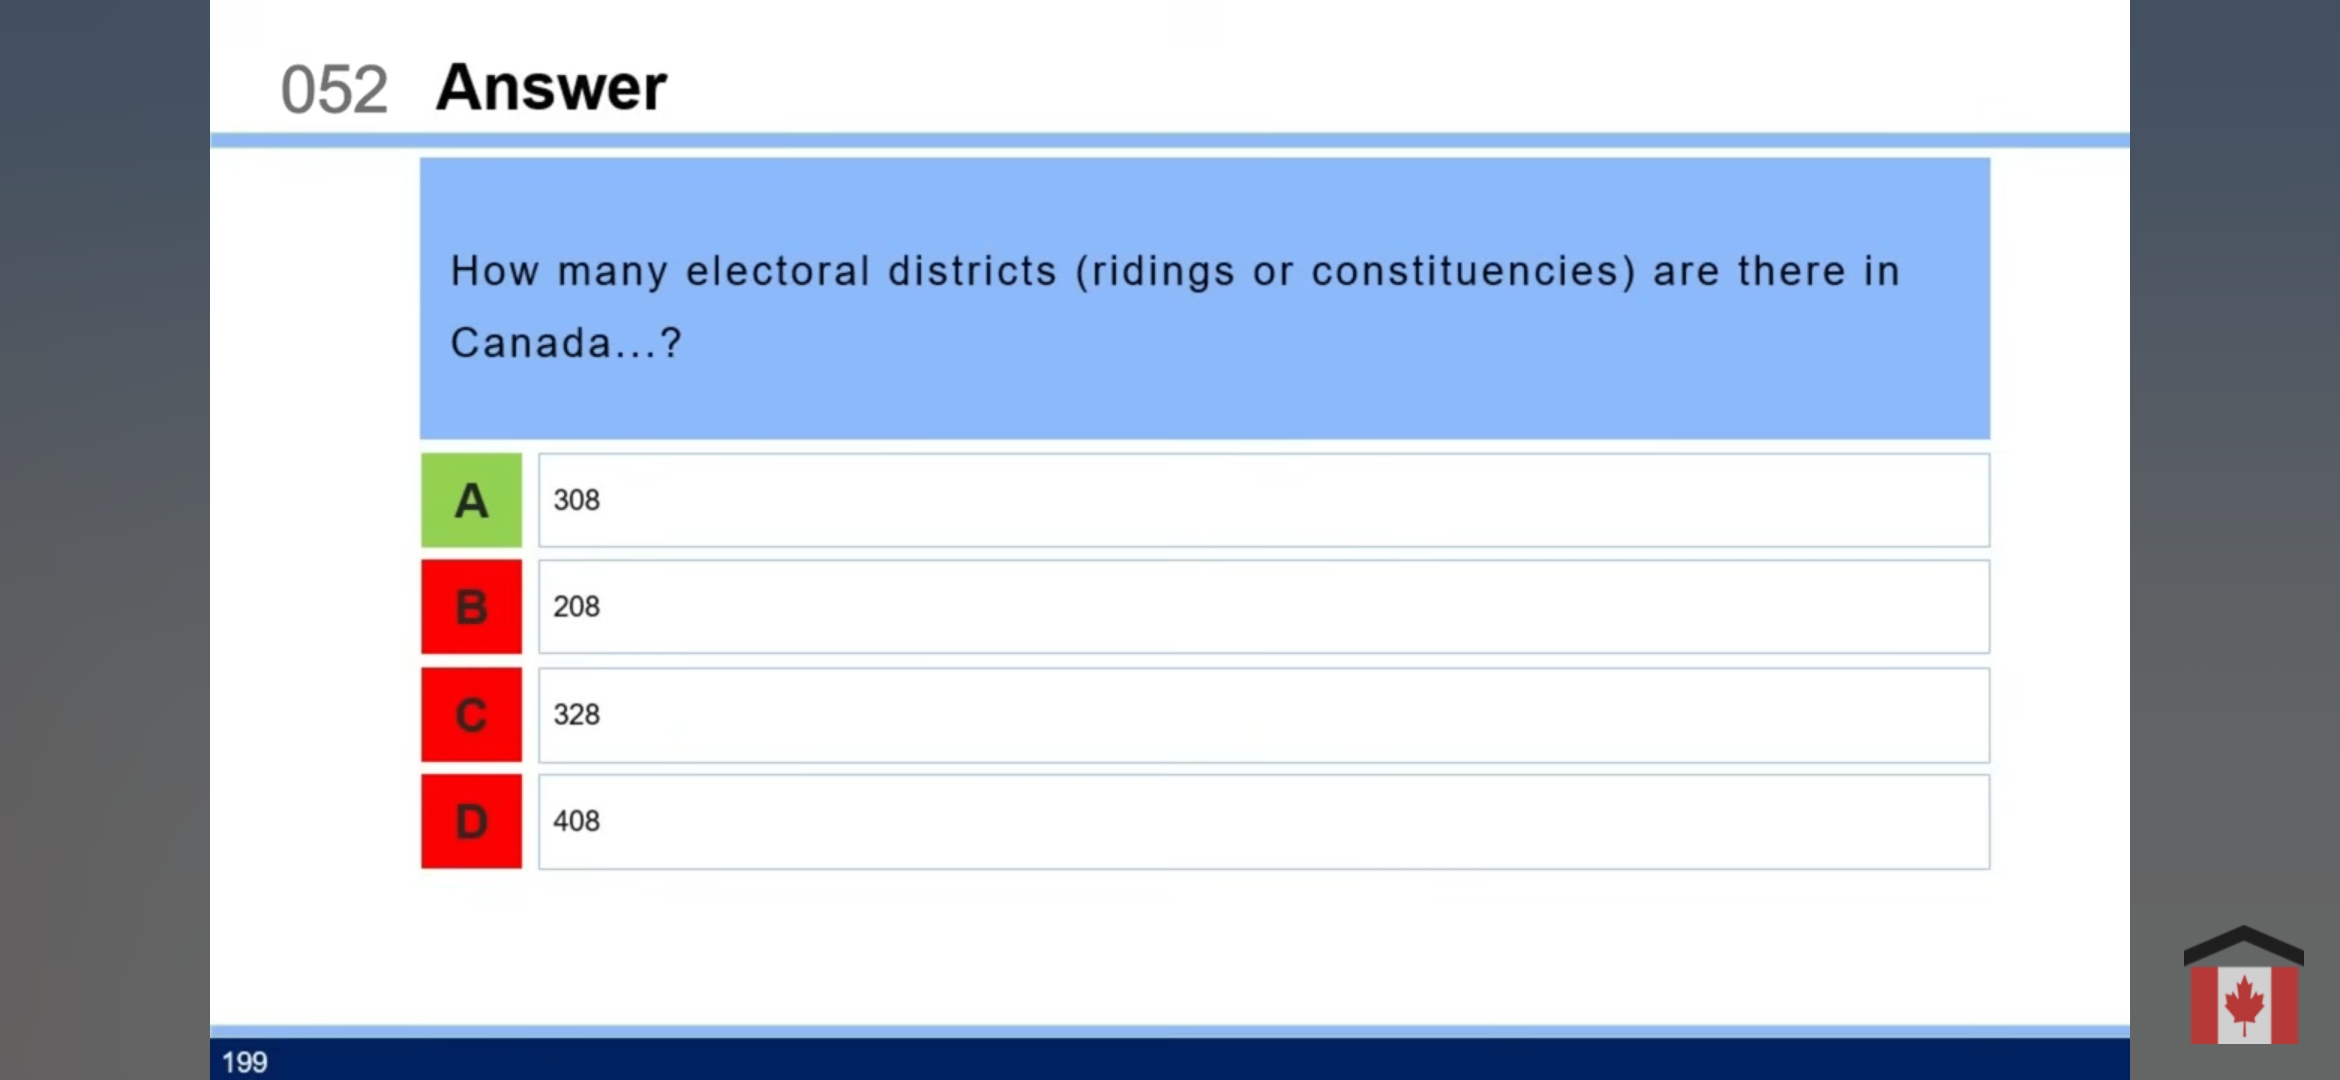 052 Answer
How many electoral districts (ridings or constituencies) are there in
Canada...?
A 308
B 208
C 328
D 408
199